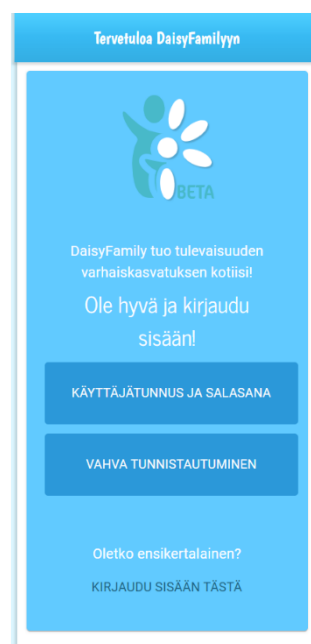 Tervetuloa DaisyFamilyyn
BETA
DaisyFamily tuo tulevaisuuden
varhaiskasvatuksen kotiisi!
Ole hyvä ja kirjaudu
sisään!
KÄYTTÄJÄTUNNUS JA SALASANA
VAHVA TUNNISTAUTUMINEN
Oletko ensikertalainen?
KIRJAUDU SISÄÄN TÄSTÄ